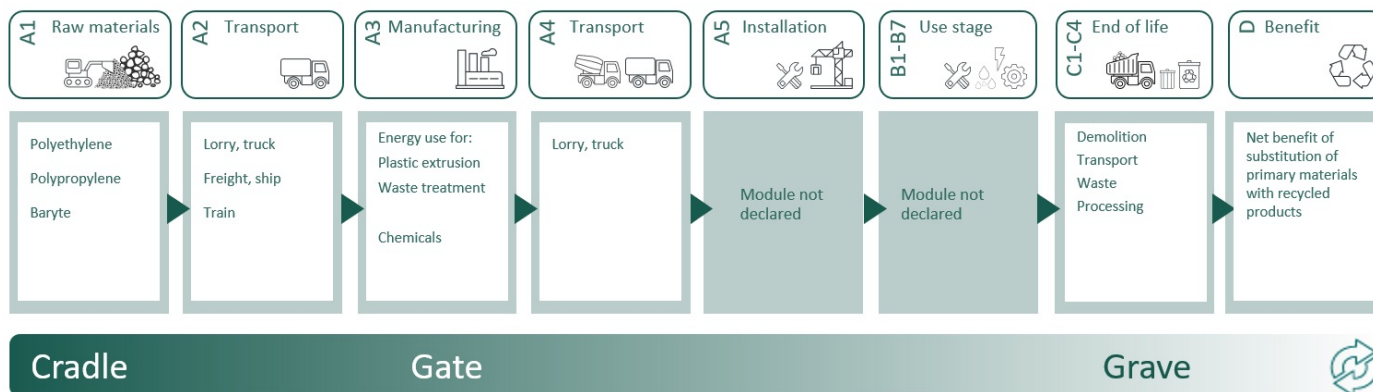 A1 Raw materials
A2 Transport
A3 Manufacturing
A4 Transport
A5 Installation
B1-B7 Use stage
C1-C4 End of life
D Benefit
Polyethylene
Polypropylene
Baryte
Lorry, truck
Freight, ship
Train
Energy use for:
Plastic extrusion
Waste treatment
Chemicals
Lorry, truck
Module not
declared
Module not
declared
Demolition
Transport
Waste
Processing
Net benefit of
substitution of
primary materials
with recycled
products
Cradle
Gate
Grave